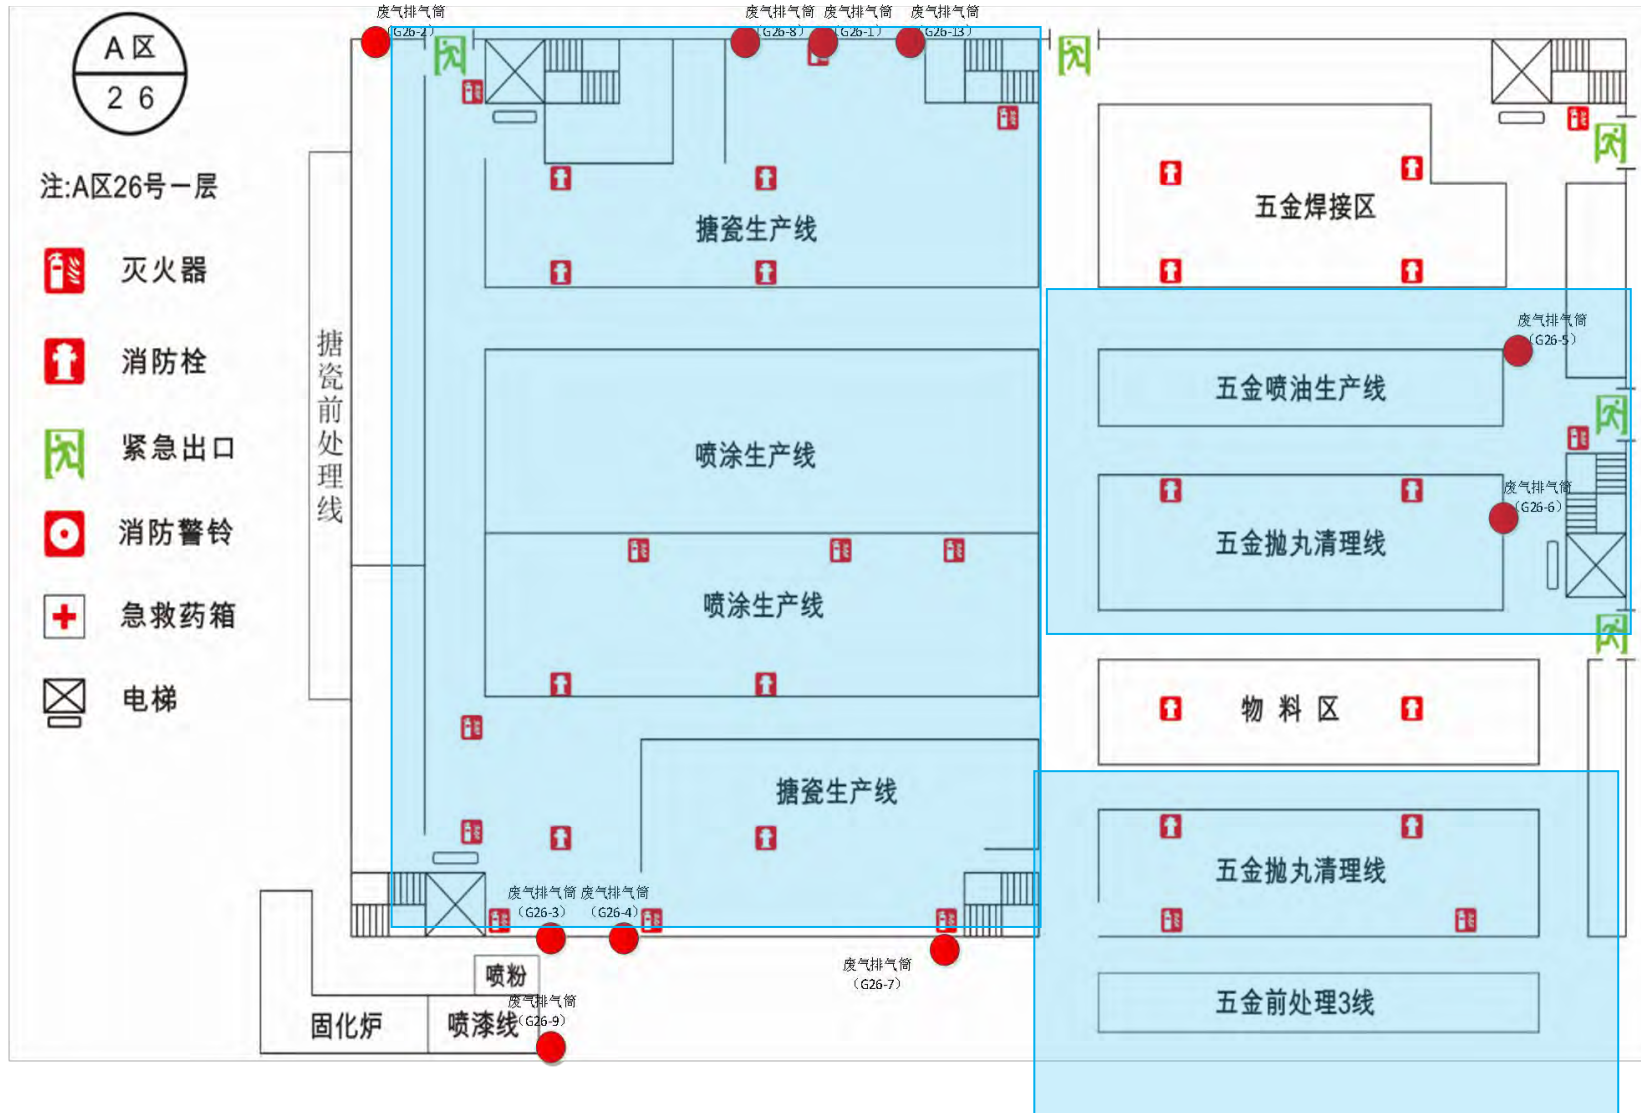 A区
26
注:A区26号一层
灭火器
消防栓
紧急出口
消防警铃
急救药箱
电梯
搪瓷前处理线
废气排气筒
（G26-2）
废气排气筒
（G26-8）
废气排气筒
（G26-1）
废气排气筒
（G26-13）
搪瓷生产线
五金焊接区
废气排气筒
（G26-5）
五金喷油生产线
喷涂生产线
废气排气筒
（G26-6）
五金抛丸清理线
喷涂生产线
物料区
搪瓷生产线
五金抛丸清理线
废气排气筒
（G26-3）
废气排气筒
（G26-4）
废气排气筒
（G26-7）
喷粉
废气排气筒
（G26-9）
固化炉
喷漆线
五金前处理3线